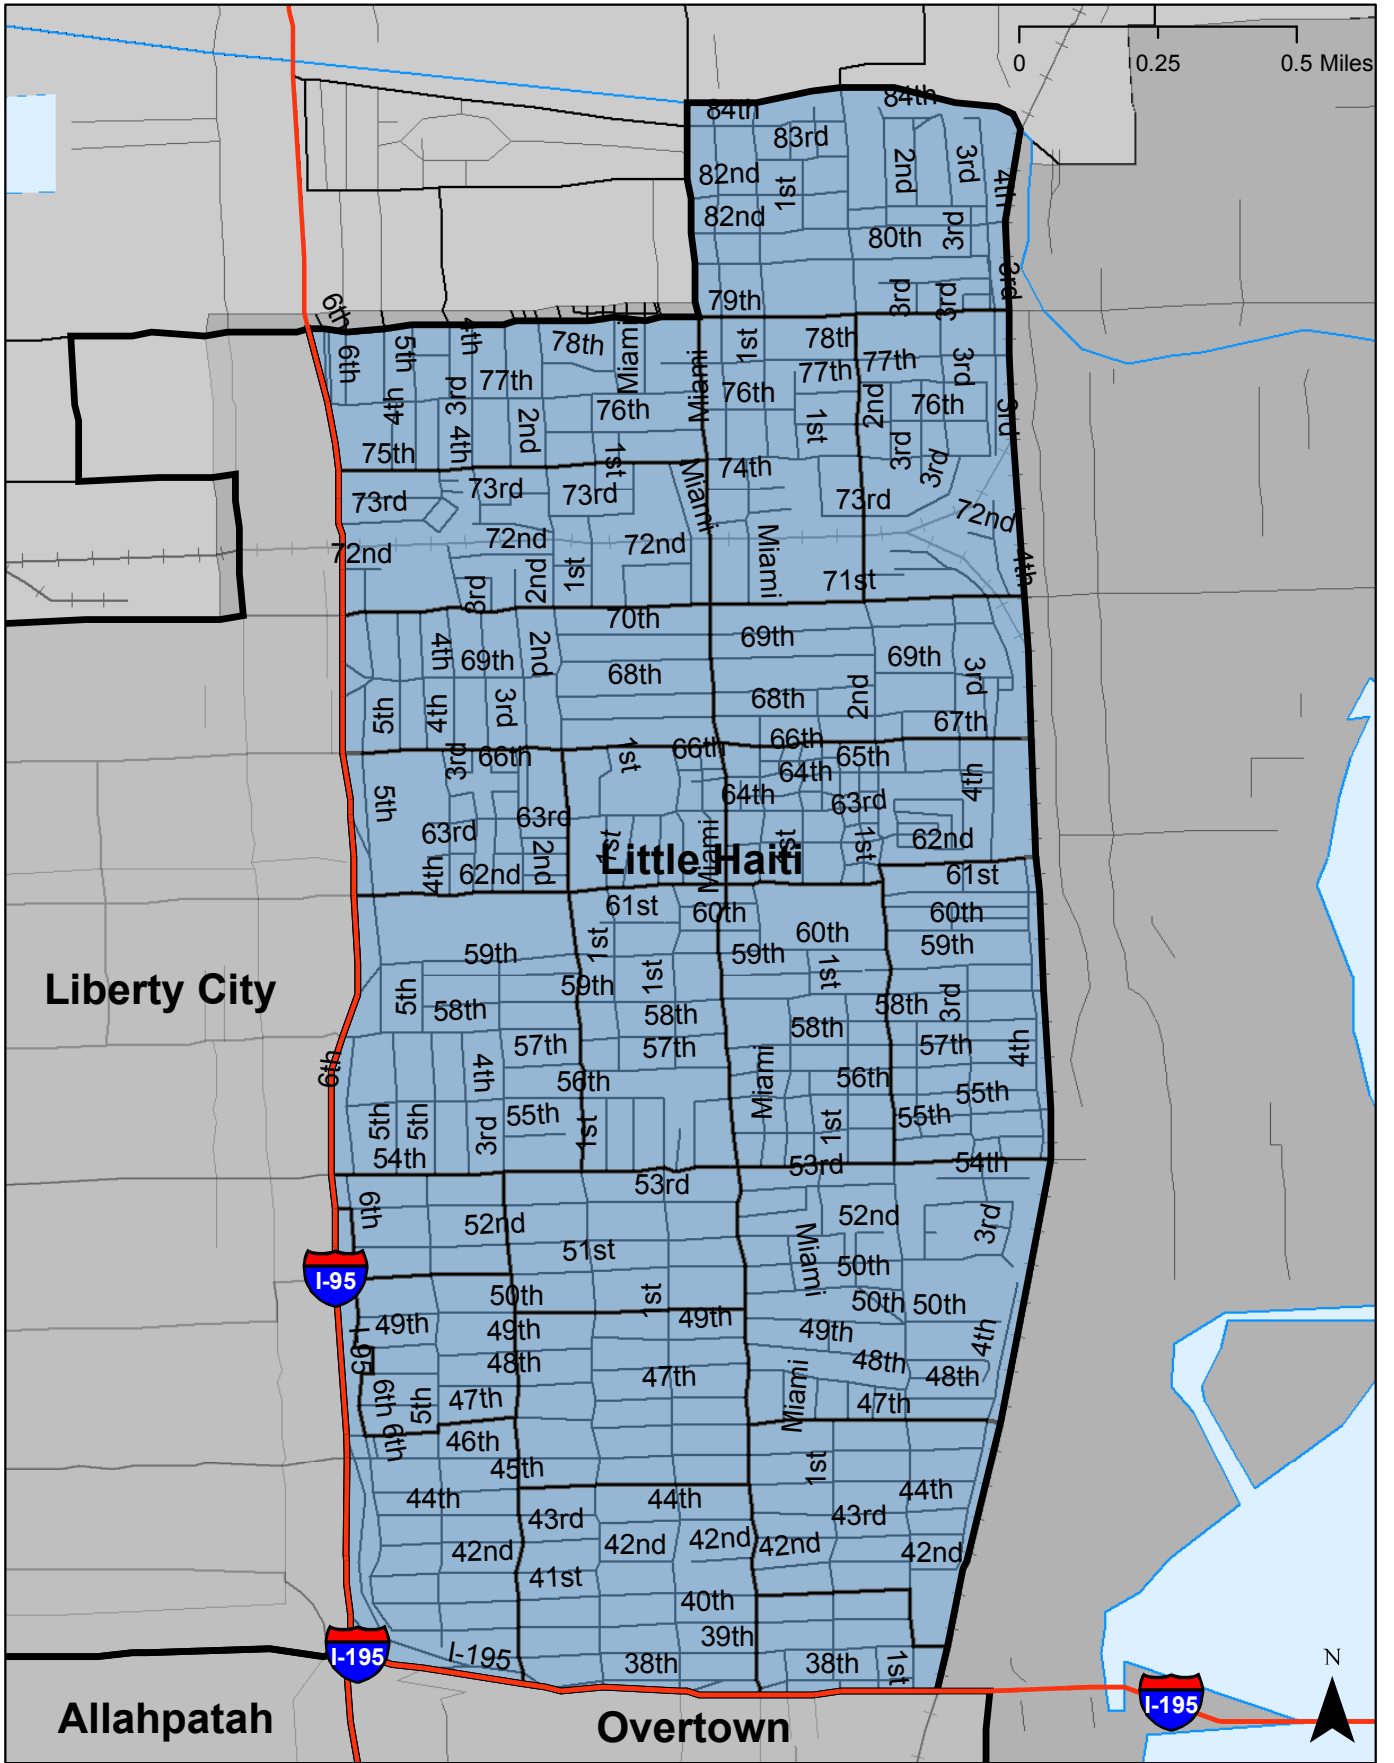 0 0.25 0.5 Miles
84th 84th
83rd
82nd 1st 2nd 3rd 4th
82nd 80th 3rd
79th 3rd 3rd 3rd
6th
6th 5th 4th 78th Miami Miami 1st 78th 77th 3rd
77th 76th 77th
4th 3rd 2nd 76th 1st 2nd 76th 3rd
75th 4th 1st 74th 3rd 3rd
73rd 73rd 73rd Miami 73rd 72nd
72nd 72nd 72nd Miami
3rd 2nd 1st 71st 4th
70th
4th 69th 2nd 69th 69th 3rd
68th
5th 4th 3rd 68th 2nd 67th
3rd 66th 1st 66th 66th 65th
5th 64th 4th
64th 63rd
63rd 63rd 62nd
4th 62nd 2nd 1st Miami 1st 1st
Little Haiti
61st
61st 60th 60th
1st 60th 59th
59th 59th
59th 1st 1st
Liberty City
5th 58th 58th 58th 58th 3rd
57th 57th 57th 4th
6th 4th 56th Miami 56th
5th 5th 3rd 55th 1st 1st 55th 55th
54th 53rd 54th
53rd
6th 52nd 52nd 3rd
51st Miami 50th
I-95
50th 1st 50th 50th
49th 49th 49th 49th 4th
I-95 48th 48th 48th
47th
6th 5th 47th Miami 47th
6th 46th
45th 1st
44th 44th 44th
43rd 43rd
42nd 42nd 42nd 42nd 42nd
41st
40th
39th
I-195 I-195 38th 38th 1st
N
I-195
Allahpatah Overtown